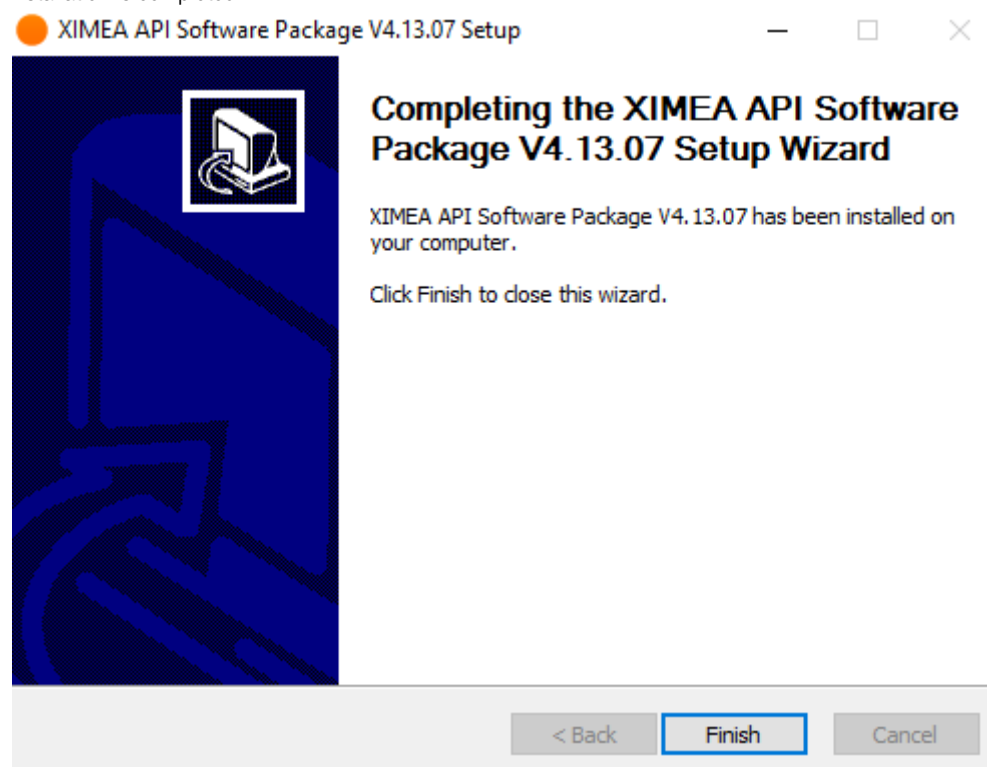 XIMEA API Software Package V4.13.07 Setup
Completing the XIMEA API Software
Package V4.13.07 Setup Wizard
XIMEA API Software Package V4.13.07 has been installed on
your computer.
Click Finish to close this wizard.
< Back
Finish
Cancel